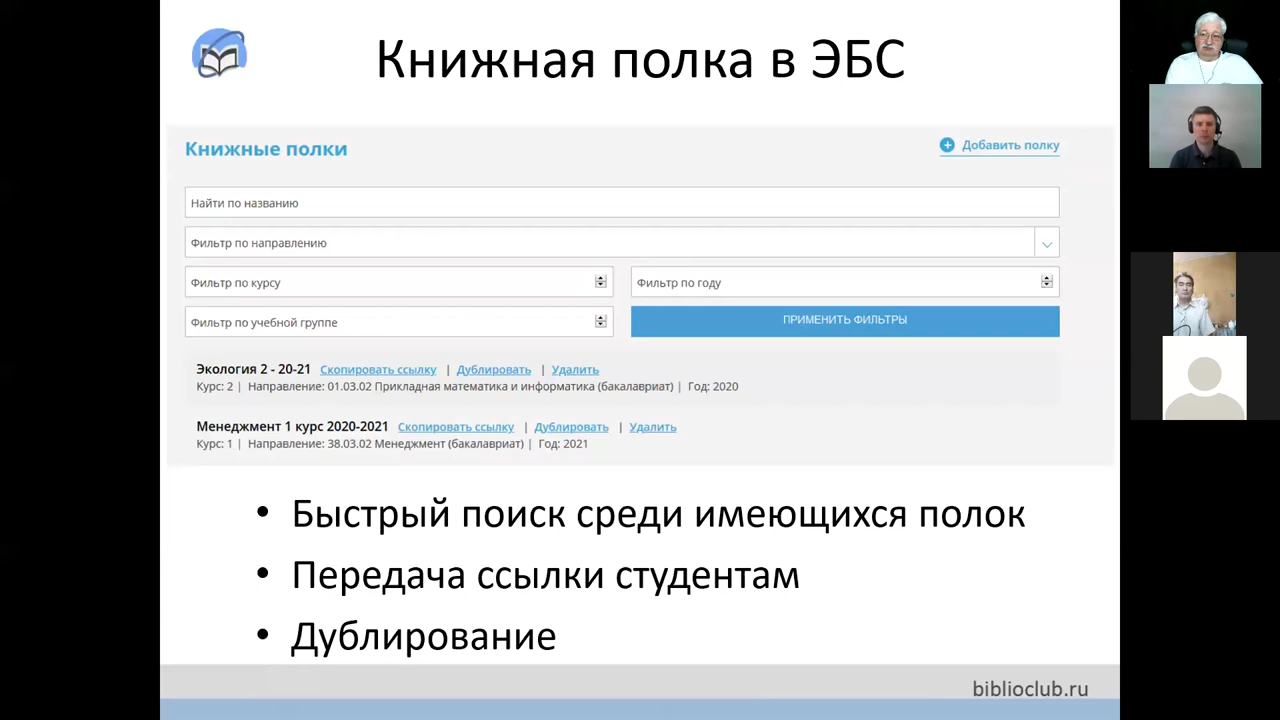 Книжная полка в ЭБС
Книжные полки
Добавить полку
Найти по названию
Фильтр по направлению
Фильтр по курсу
Фильтр по году
Фильтр по учебной группе
ПРИМЕНИТЬ ФИЛЬТРЫ
Экология 2 - 20-21 Скопировать ссылку | Дублировать | Удалить
Курс: 2 | Направление: 01.03.02 Прикладная математика и информатика (бакалавриат) | Год: 2020
Менеджмент 1 курс 2020-2021 Скопировать ссылку | Дублировать | Удалить
Курс: 1 | Направление: 38.03.02 Менеджмент (бакалавриат) | Год: 2021
• Быстрый поиск среди имеющихся полок
• Передача ссылки студентам
• Дублирование
biblioclub.ru